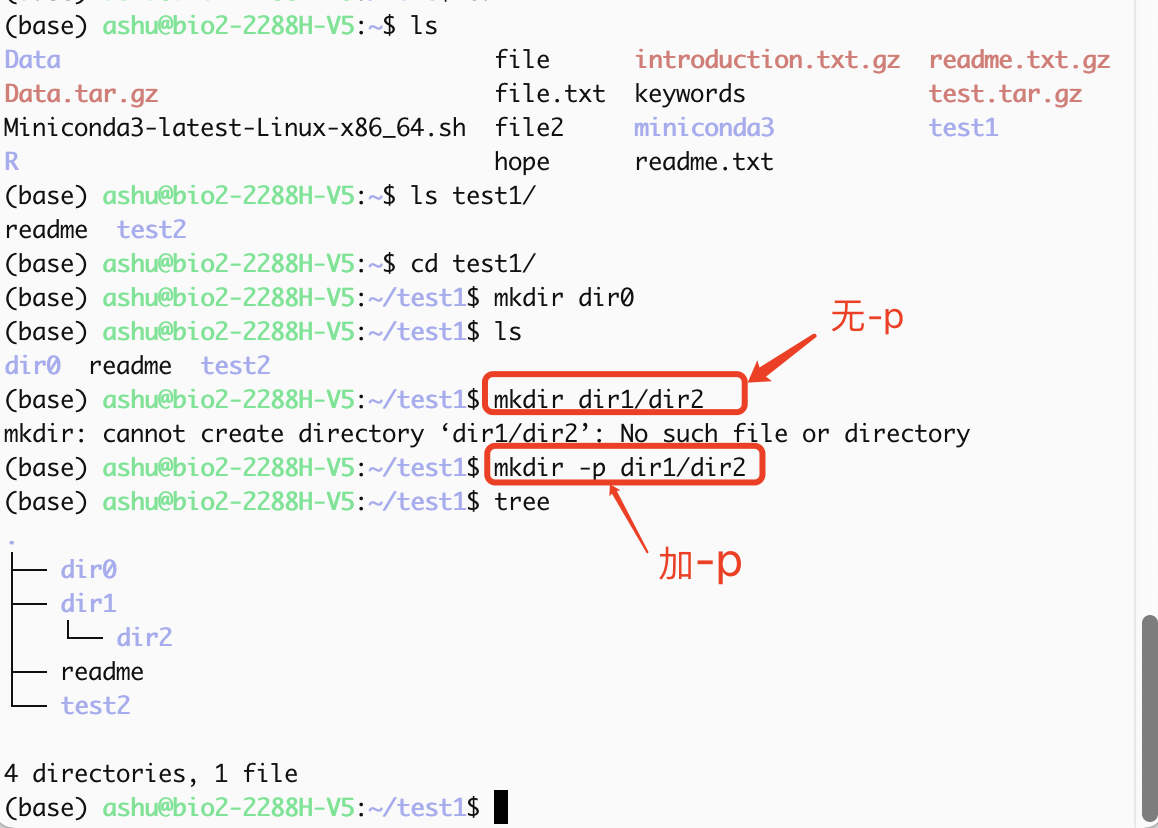 (base) ashu@bio2-2288H-V5:~$ ls
Data file introduction.txt.gz readme.txt.gz
Data.tar.gz file.txt keywords test.tar.gz
Miniconda3-latest-Linux-x86_64.sh file2 miniconda3 test1
R hope readme.txt
(base) ashu@bio2-2288H-V5:~$ ls test1/
readme test2
(base) ashu@bio2-2288H-V5:~$ cd test1/
(base) ashu@bio2-2288H-V5:~/test1$ mkdir dir0
无-p
(base) ashu@bio2-2288H-V5:~/test1$ ls
dir0 readme test2
(base) ashu@bio2-2288H-V5:~/test1$ mkdir dir1/dir2
mkdir: cannot create directory ‘dir1/dir2’: No such file or directory
(base) ashu@bio2-2288H-V5:~/test1$ mkdir -p dir1/dir2
(base) ashu@bio2-2288H-V5:~/test1$ tree
.
├── dir0
加-p
├── dir1
│   └── dir2
├── readme
└── test2
4 directories, 1 file
(base) ashu@bio2-2288H-V5:~/test1$